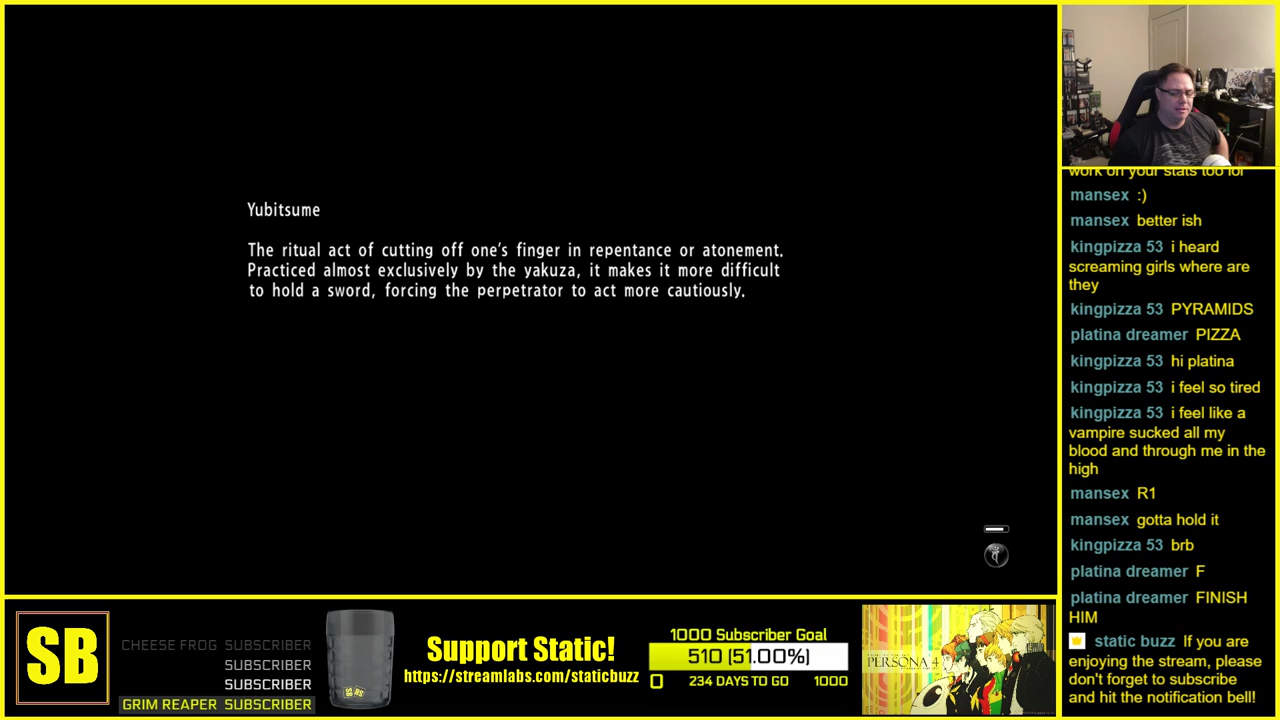 Yubitsume
The ritual act of cutting off one's finger in repentance or atonement.
Practiced almost exclusively by the yakuza, it makes it more difficult
to hold a sword, forcing the perpetrator to act more cautiously.
work on your stats too lol
mansex :)
mansex better ish
kingpizza 53 i heard
screaming girls where are
they
kingpizza 53 PYRAMIDS
platina dreamer PIZZA
kingpizza 53 hi platina
kingpizza 53 i feel so tired
kingpizza 53 i feel like a
vampire sucked all my
blood and through me in the
high
mansex R1
mansex gotta hold it
kingpizza 53 brb
platina dreamer F
platina dreamer FINISH
HIM
static buzz If you are
enjoying the stream, please
don't forget to subscribe
and hit the notification bell!
SB
CHEESE FROG SUBSCRIBER
SUBSCRIBER
SUBSCRIBER
GRIM REAPER SUBSCRIBER
Support Static!
https://streamlabs.com/staticbuzz
1000 Subscriber Goal
510 (51.00%)
0 234 DAYS TO GO 1000
PERSONA 4